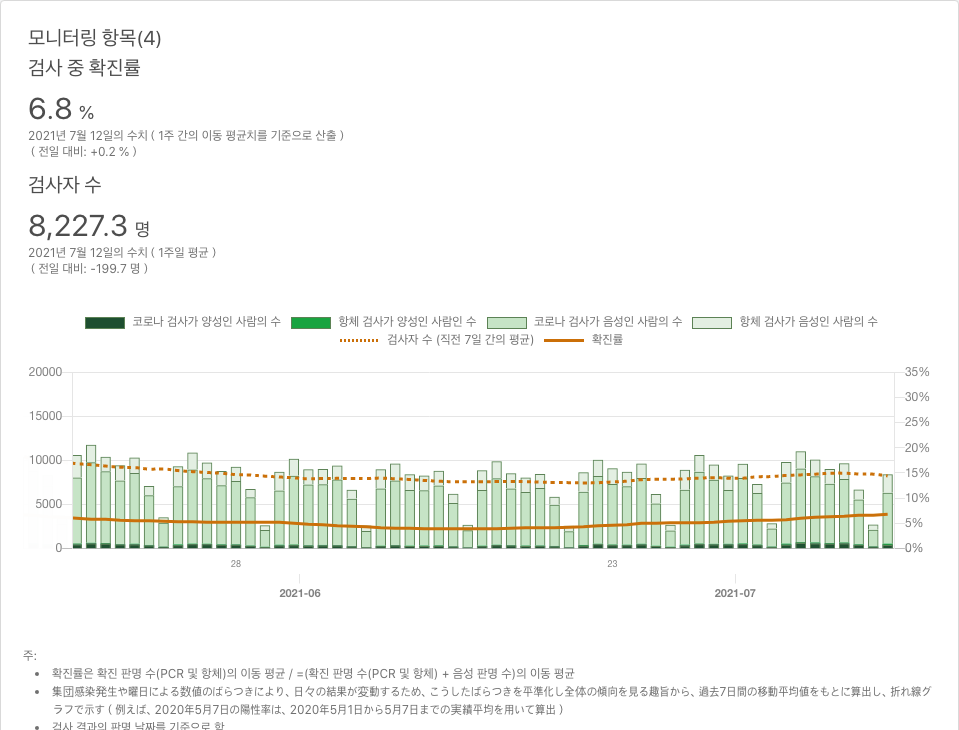 모니터링 항목(4)
검사 중 확진률
6.8 %
2021년 7월 12일의 수치 ( 1주 간의 이동 평균치를 기준으로 산출 )
( 전일 대비: +0.2 % )
검사자 수
8,227.3 명
2021년 7월 12일의 수치 ( 1주일 평균 )
( 전일 대비: -199.7 명 )
코로나 검사가 양성인 사람의 수 항체 검사가 양성인 사람인 수 코로나 검사가 음성인 사람의 수 항체 검사가 음성인 사람의 수
검사자 수 (직전 7일 간의 평균) 확진률
20000 35%
30%
15000
25%
20%
10000
15%
10%
5000
5%
0 0%
28 23
2021-06 2021-07
주:
• 확진률은 확진 판명 수(PCR 및 항체)의 이동 평균 / =(확진 판명 수(PCR 및 항체) + 음성 판명 수)의 이동 평균
• 集団感染発生や曜日による数値のばらつきにより、日々の結果が変動するため、こうしたばらつきを平準化し全体の傾向を見る趣旨から、過去7日間の移動平均値をもとに算出し、折れ線グ
ラフで示す ( 例えば、2020年5月7日の陽性率は、2020年5月1日から5月7日までの実績平均を用いて算出 )
• 검사 결과의 판명 날짜를 기준으로 함